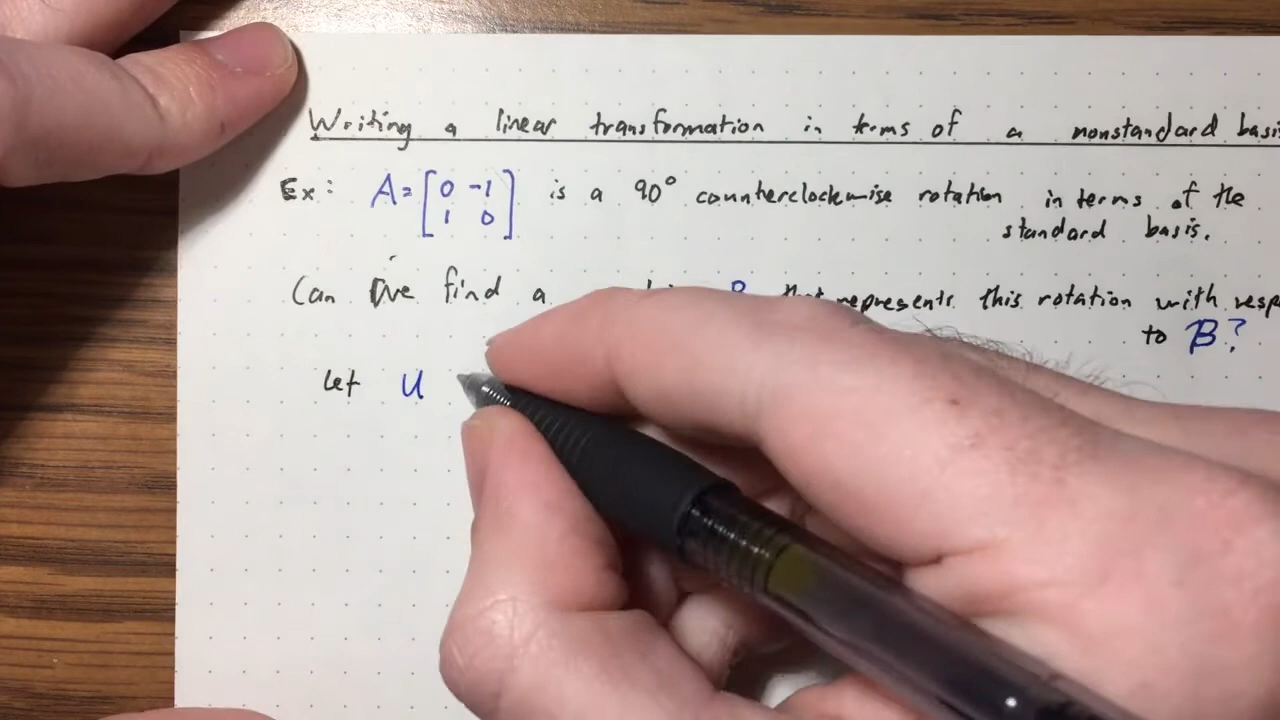 Writing a linear transformation in terms of a nonstandard basis
Ex: A = [0 -1
1 0] is a 90° counterclockwise rotation in terms of the
standard basis.
Can we find a B that represents this rotation with resp
to B?
Let U